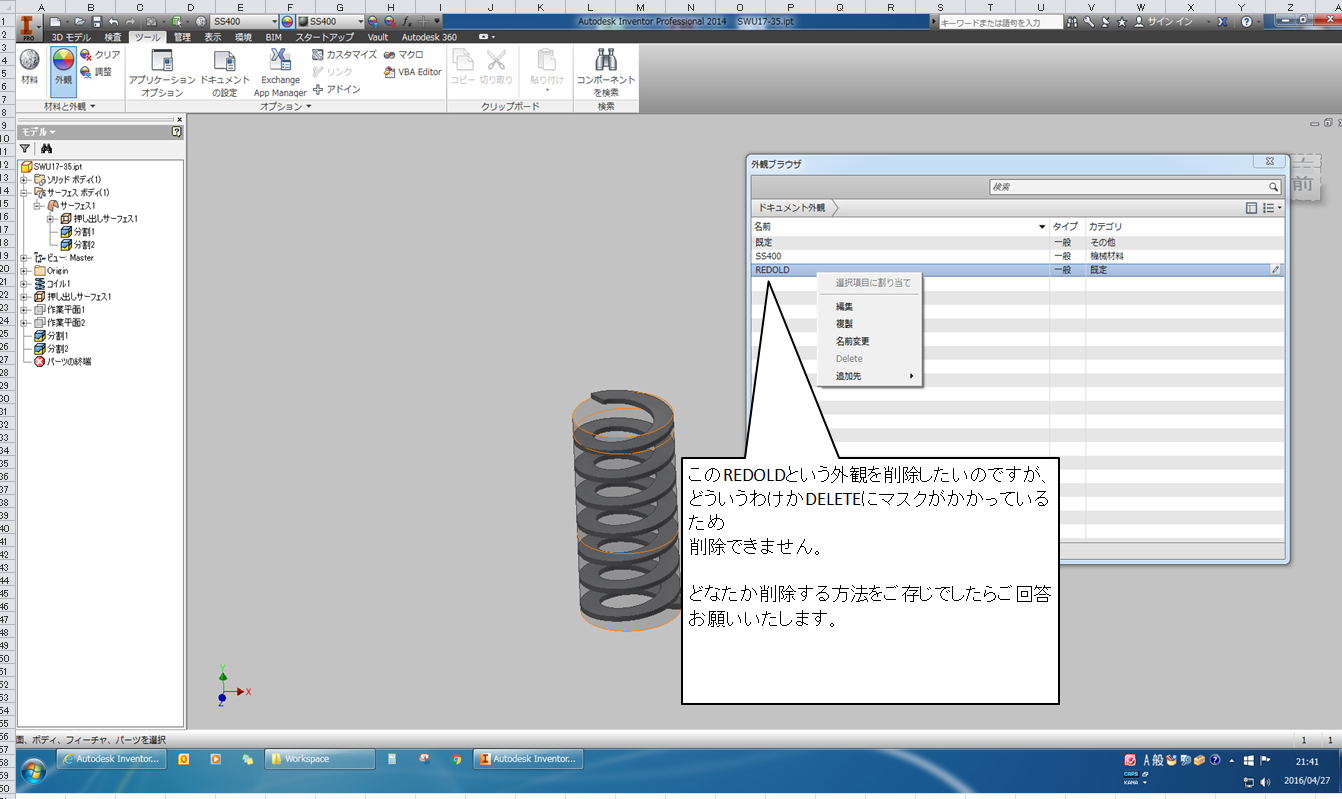 A B C D E F G H I J K L M N O P Q R S T U V W X Y Z A
SS400 SS400 Autodesk Inventor Professional 2014 SWU17-35.ipt キーワードまたは語句を入力 サイン イン
PRO 3D モデル 検査 ツール 管理 表示 環境 BIM スタートアップ Vault Autodesk 360
材料 外観 クリア 調整
アプリケーション オプション
ドキュメント の設定
Exchange App Manager
カスタマイズ マクロ
リンク VBA Editor
アドイン
コピー 切り取り 貼り付け
コンポーネント を検索
材料と外観 オプション クリップボード 検索
モデル
SWU17-35.ipt
ソリッド ボディ(1)
サーフェス ボディ(1)
サーフェス1
押し出しサーフェス1
分割1
分割2
ビュー: Master
Origin
コイル1
押し出しサーフェス1
作業平面1
作業平面2
分割1
分割2
パーツの終端
前
外観ブラウザ
検索
ドキュメント外観
名前 タイプ カテゴリ
既定 一般 その他
SS400 一般 機械材料
REDOLD 一般 既定
選択項目に割り当て
編集
複製
名前変更
Delete
追加先
このREDOLDという外観を削除したいのですが、
どういうわけかDELETEにマスクがかかっている
ため
削除できません。
どなたか削除する方法をご存じでしたらご回答
お願いいたします。
Y
X
Z
面、ボディ、フィーチャ、パーツを選択 1 1
Autodesk Inventor... Workspace Autodesk Inventor...
A 般
CAPS
KANA
21:41
2016/04/27